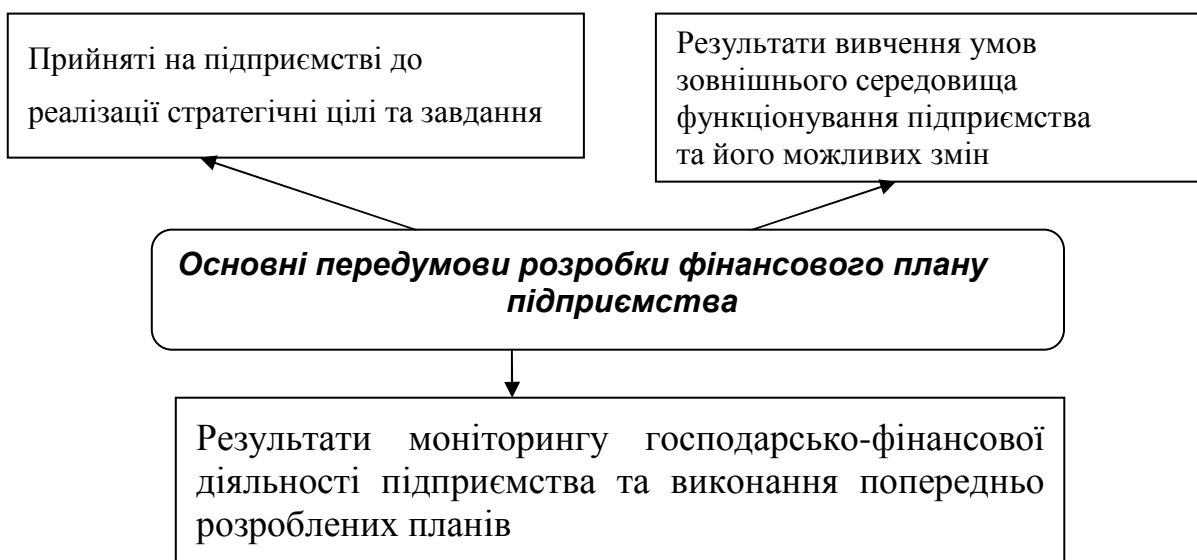 Прийняті на підприємстві до
реалізації стратегічні цілі та завдання
Результати вивчення умов
зовнішнього середовища
функціонування підприємства
та його можливих змін
Основні передумови розробки фінансового плану
підприємства
Результати моніторингу господарсько-фінансової
діяльності підприємства та виконання попередньо
розроблених планів